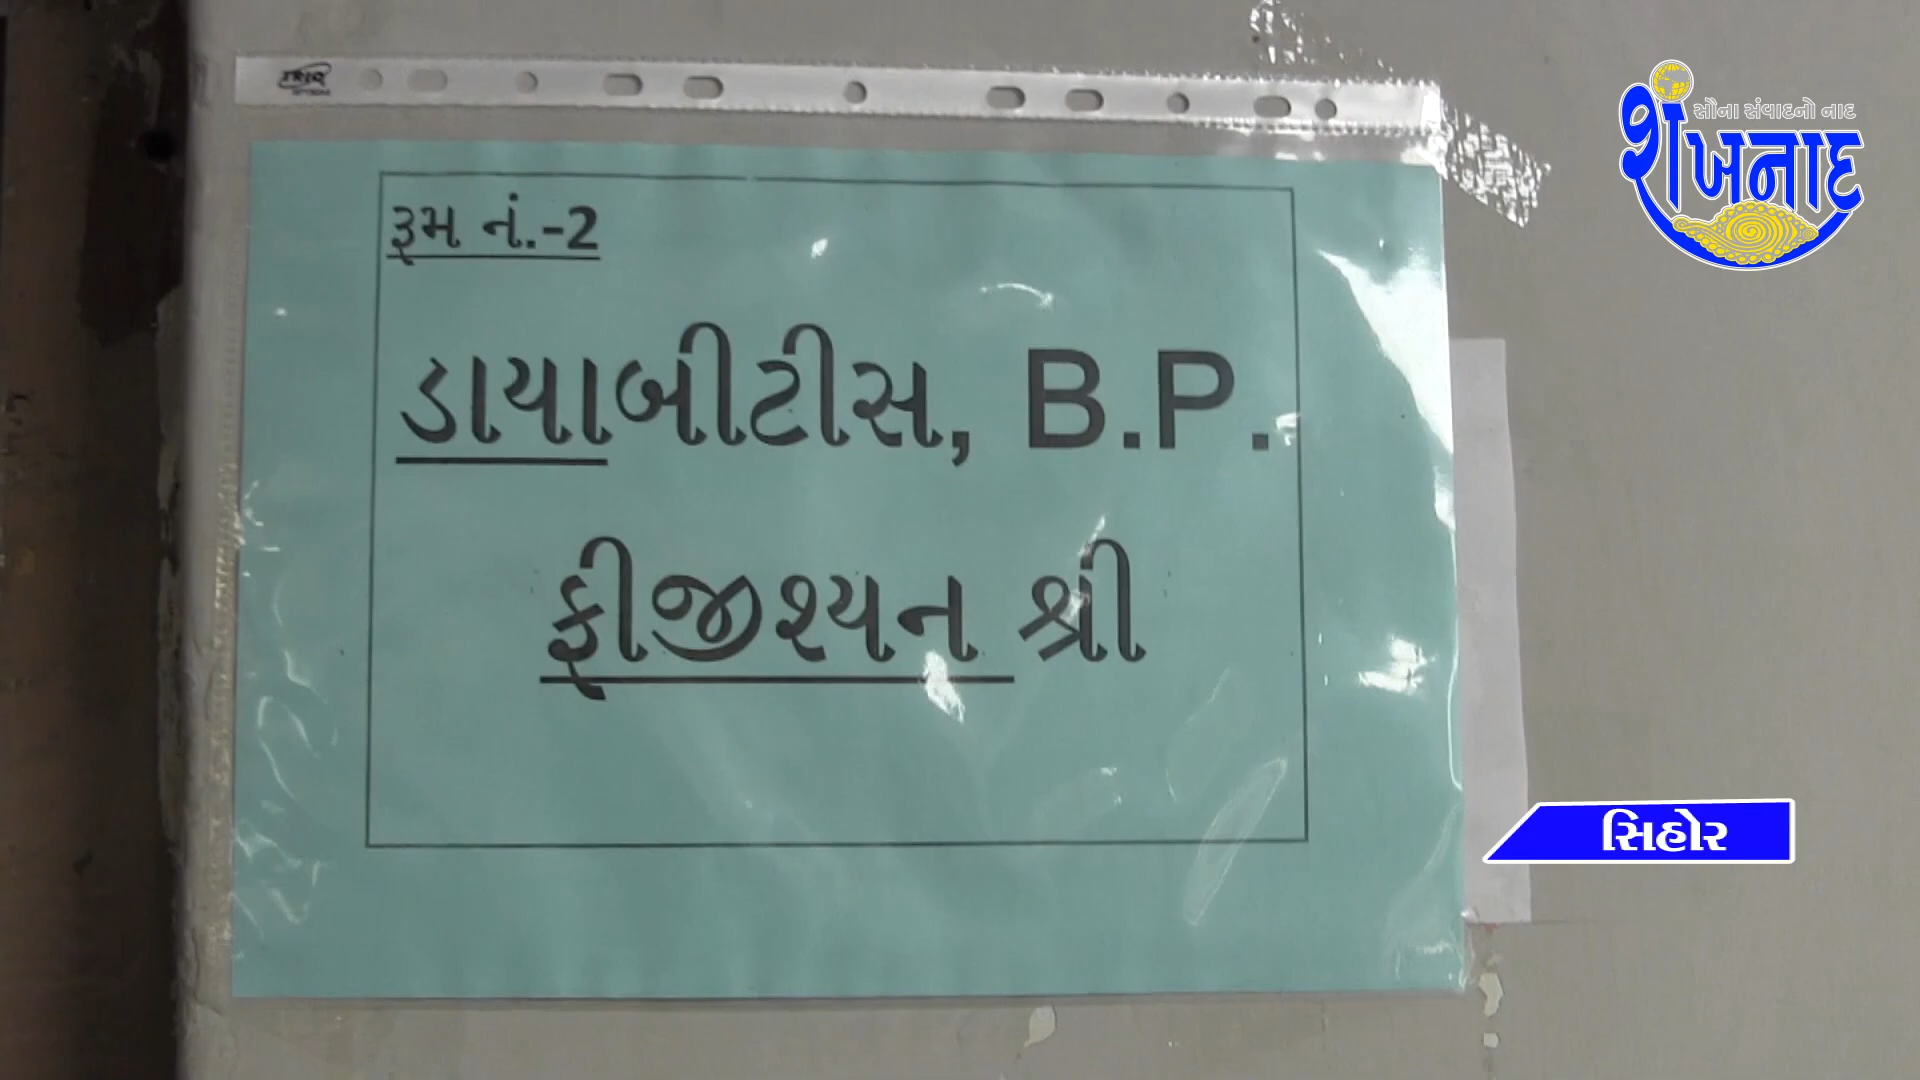 સૌના સંવાદનો નાદ
શંખનાદ
રૂમ નં.-2
ડાયાબીટીસ, B.P.
ફીજીશ્યન શ્રી
સિહોર